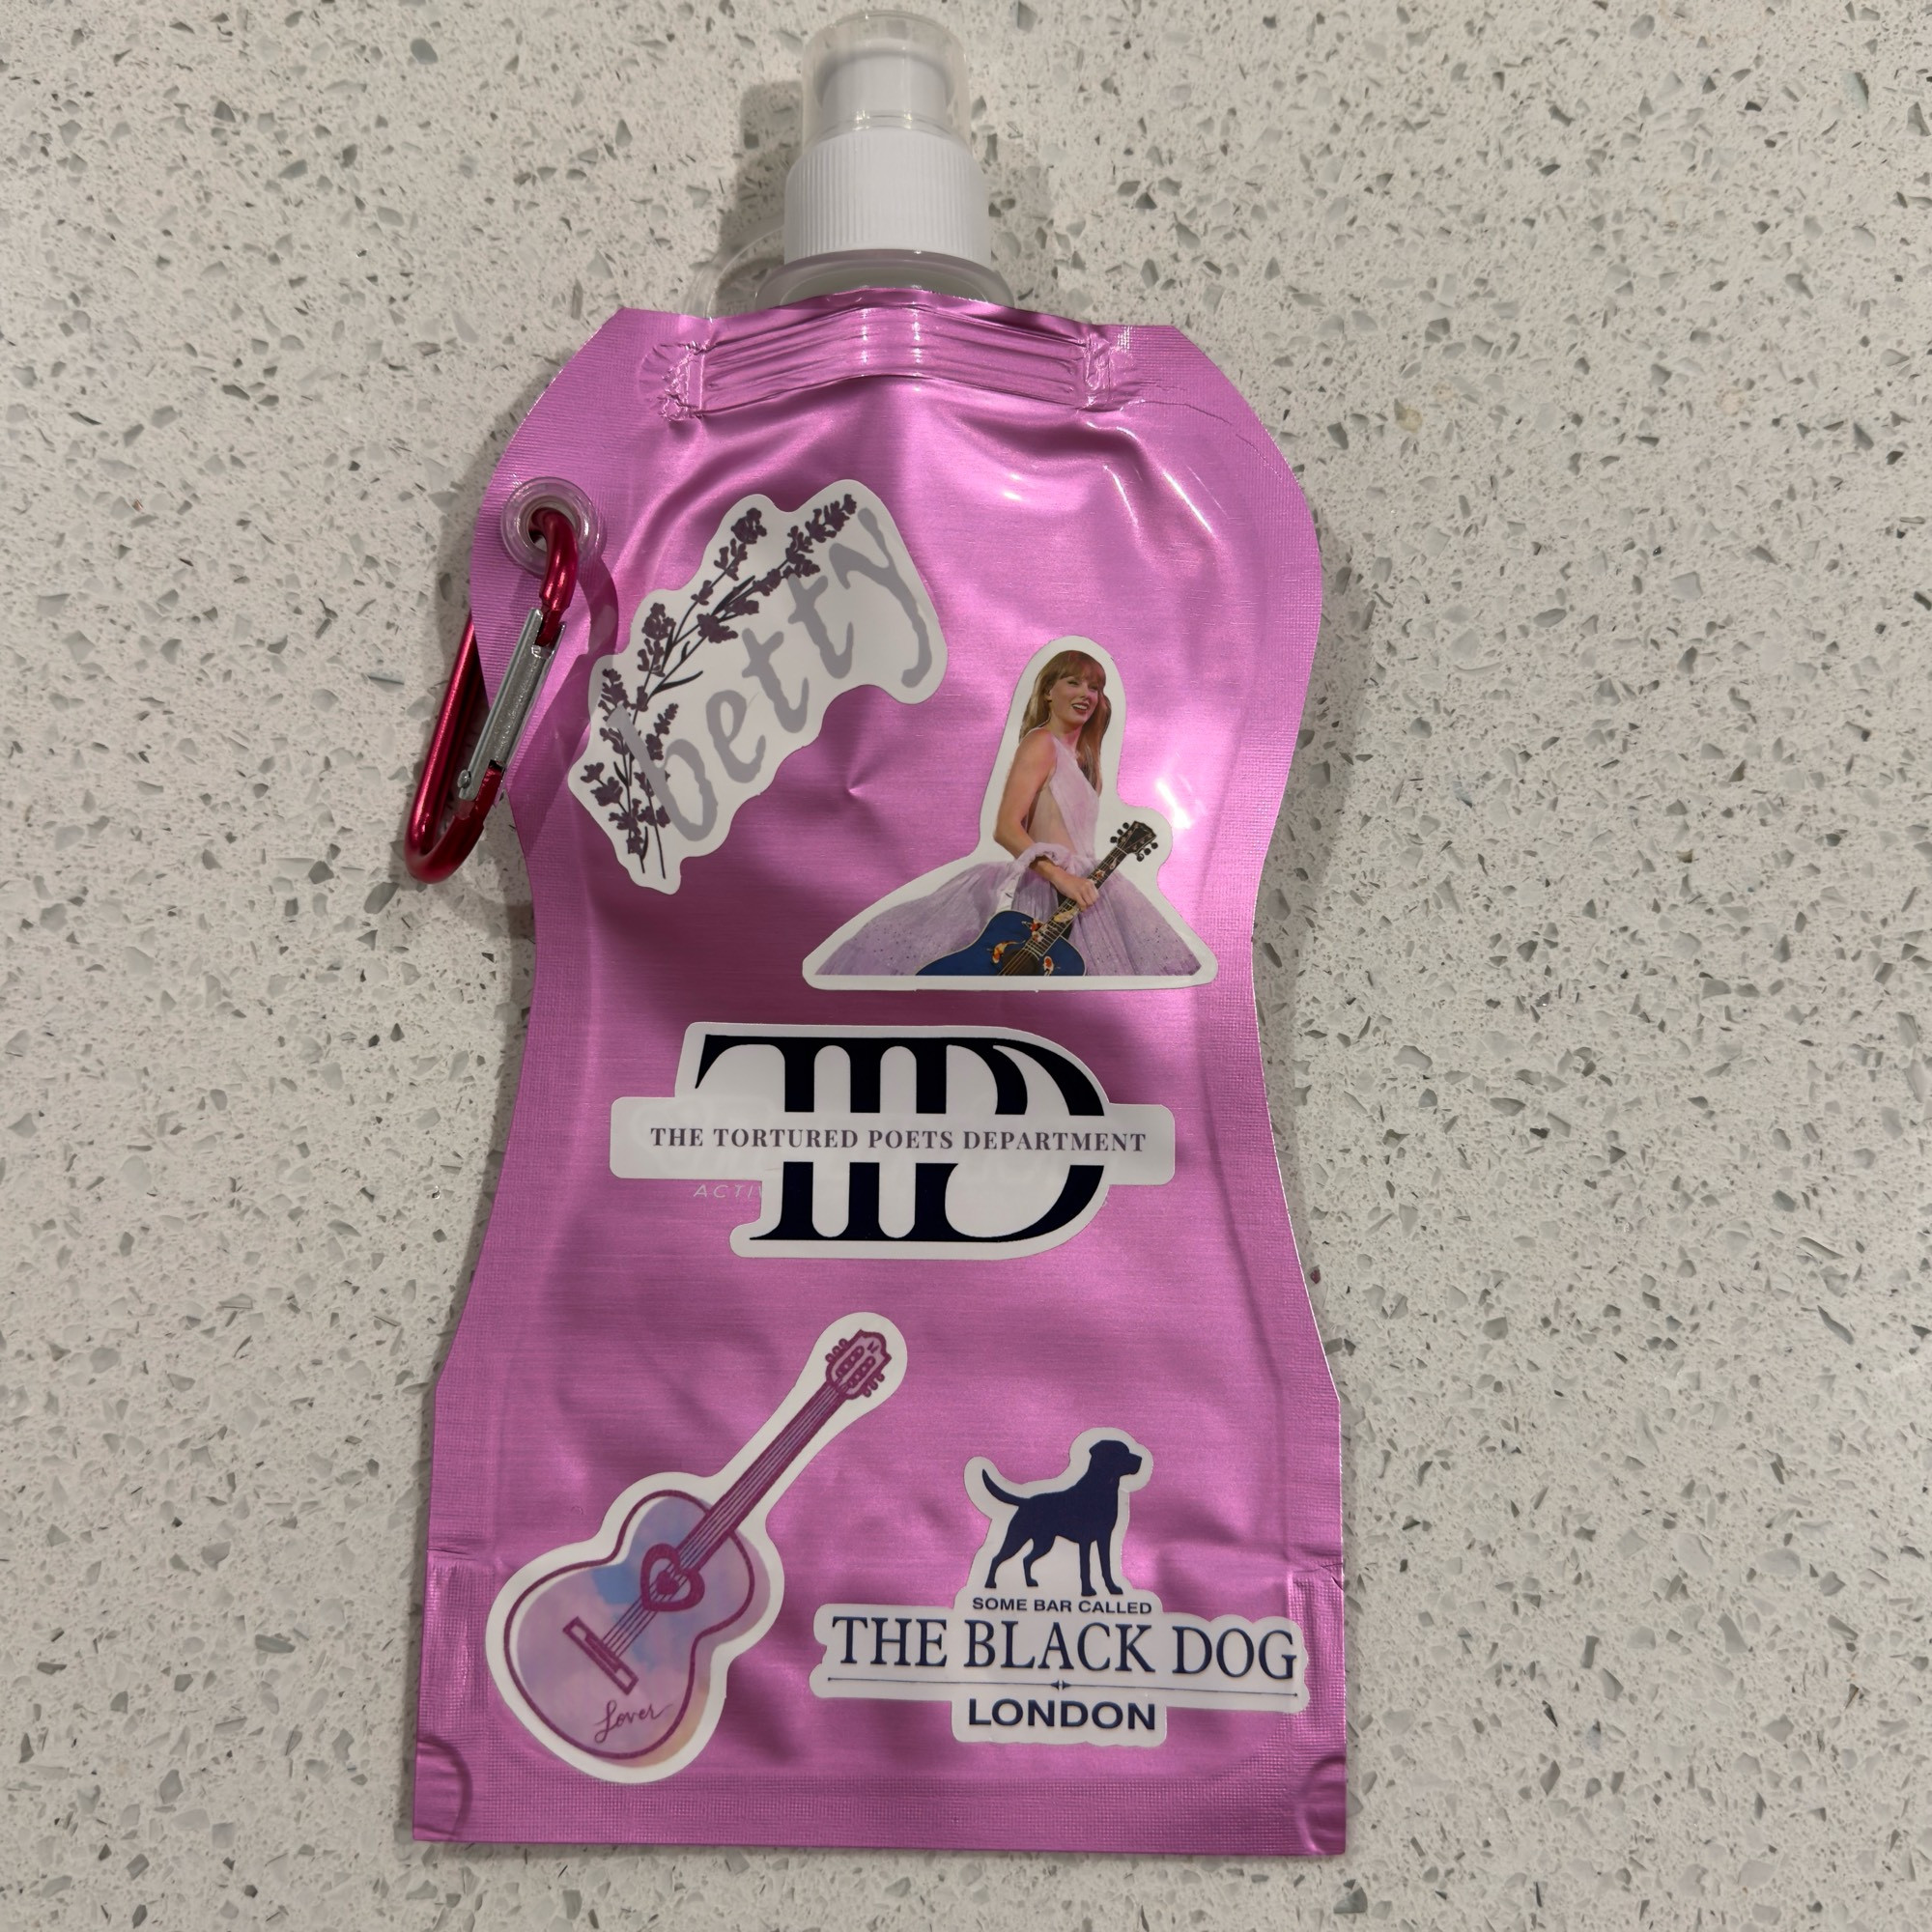 betty
TTPD
THE TORTURED POETS DEPARTMENT
Lover
SOME BAR CALLED
THE BLACK DOG
LONDON